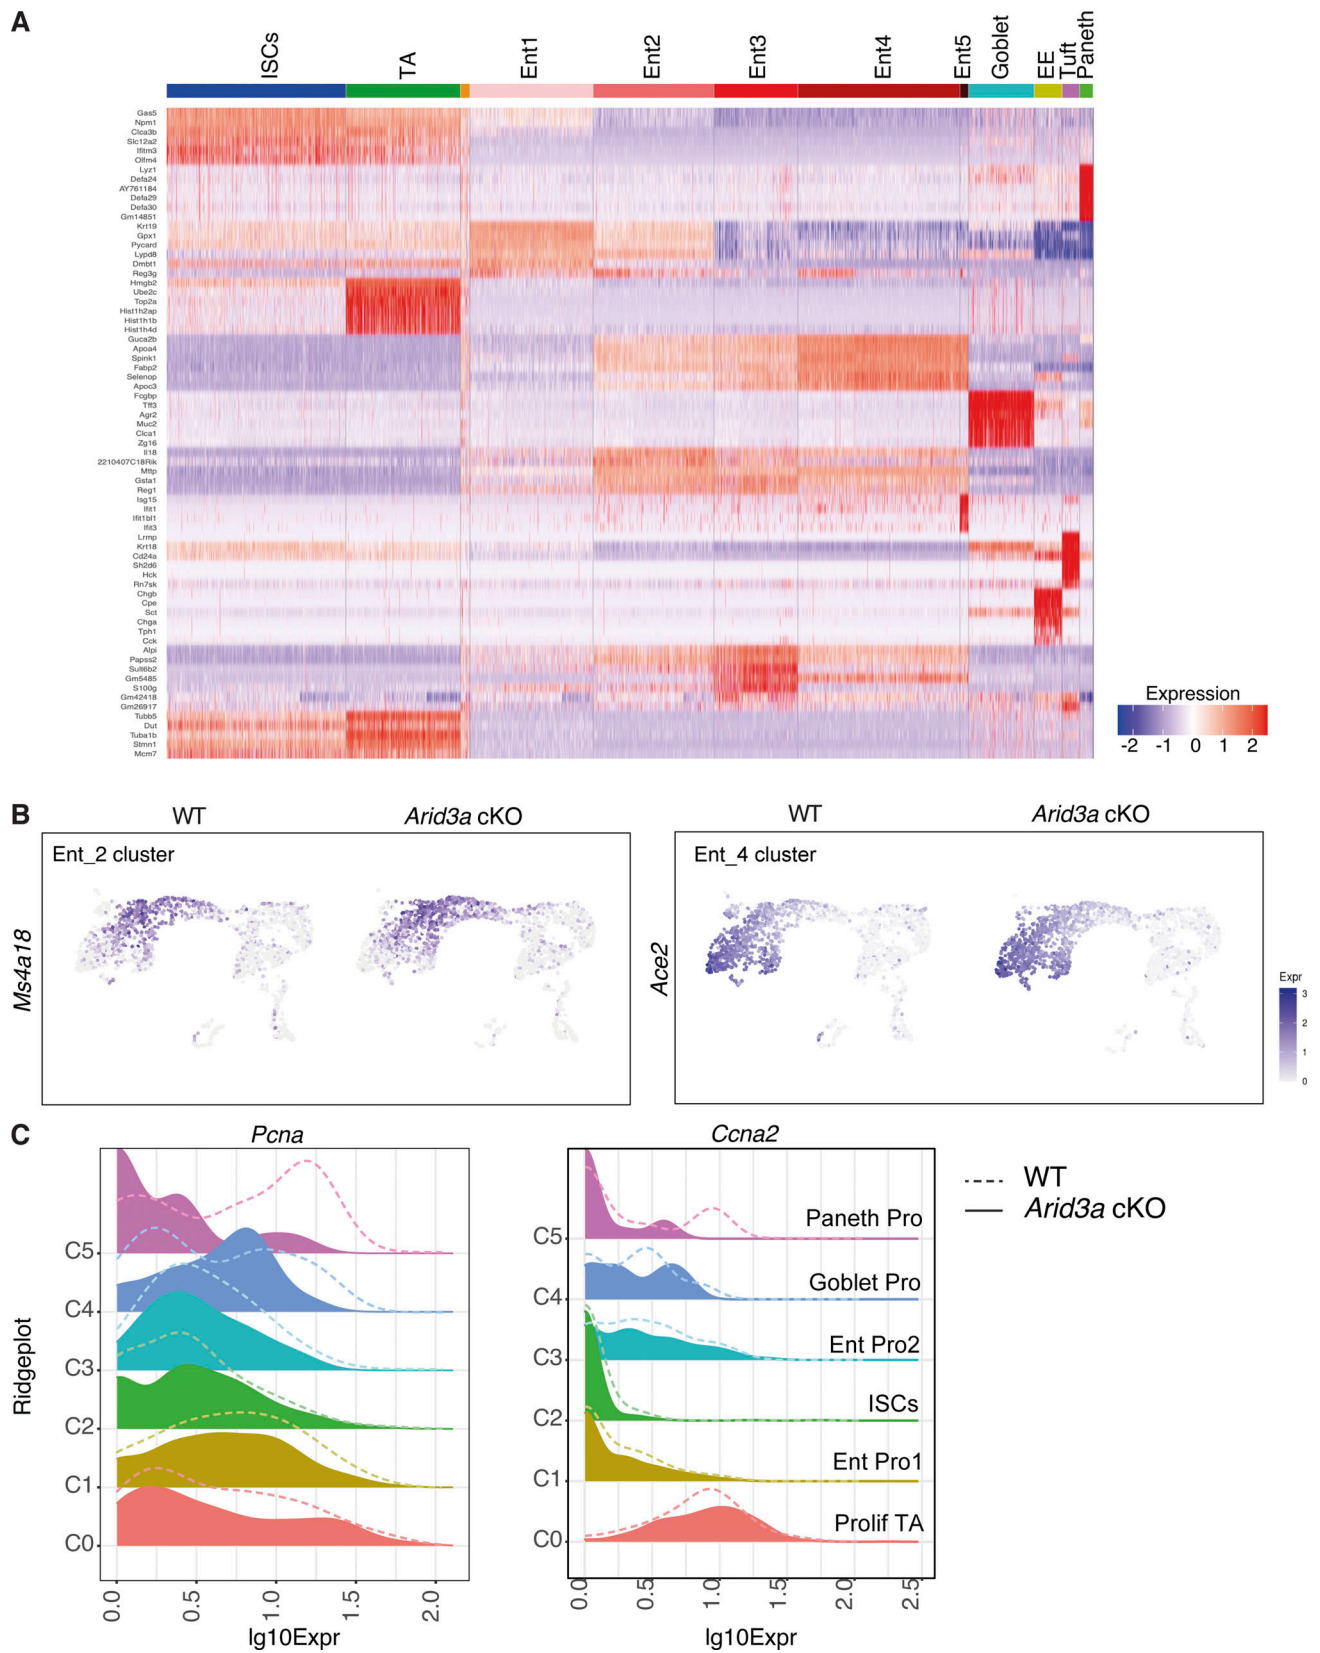 A
ISCs TA Ent1 Ent2 Ent3 Ent4 Ent5 Goblet EE Tuft Paneth
Gas5
Npm1
Clca3b
Slc12a2
Ifitm3
Olfm4
Lyz1
Defa24
AY761184
Defa29
Defa30
Gm14851
Krt19
Gpx1
Pycard
Lypd8
Dmbt1
Reg3g
Hmgb2
Ube2c
Top2a
Hist1h2ap
Hist1h1b
Hist1h4d
Guca2b
Apoa4
Spink1
Fabp2
Selenop
Apoc3
Fcgbp
Tff3
Agr2
Muc2
Clca1
Zg16
Il18
2210407C18Rik
Mttp
Gsta1
Reg1
Isg15
Ifit1
Ifit1bl1
Ifit3
Lrmp
Krt18
Cd24a
Sh2d6
Hck
Rn7sk
Chgb
Cpe
Sct
Chga
Tph1
Cck
Alpi
Papss2
Sult6b2
Gm5485
S100g
Gm42418
Gm26917
Tubb5
Dut
Tuba1b
Stmn1
Mcm7
Expression
-2 -1 0 1 2
B
WT Arid3a cKO
Ent_2 cluster
Ms4a18
WT Arid3a cKO
Ent_4 cluster
Ace2
Expr
3
2
1
0
C
Pcna
Ridgeplot
C5
C4
C3
C2
C1
C0
0.0 0.5 1.0 1.5 2.0
lg10Expr
Ccna2
C5 Paneth Pro
C4 Goblet Pro
C3 Ent Pro2
C2 ISCs
C1 Ent Pro1
C0 Prolif TA
0.0 0.5 1.0 1.5 2.0 2.5
lg10Expr
WT
Arid3a cKO